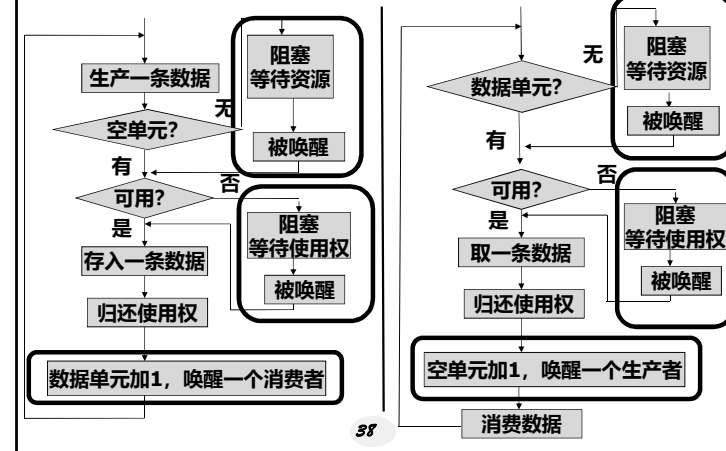 生产一条数据
空单元？
无
有
阻塞
等待资源
被唤醒
可用？
否
是
阻塞
等待使用权
被唤醒
存入一条数据
归还使用权
数据单元加1，唤醒一个消费者
数据单元？
无
有
阻塞
等待资源
被唤醒
可用？
否
是
阻塞
等待使用权
被唤醒
取一条数据
归还使用权
空单元加1，唤醒一个生产者
消费数据
38